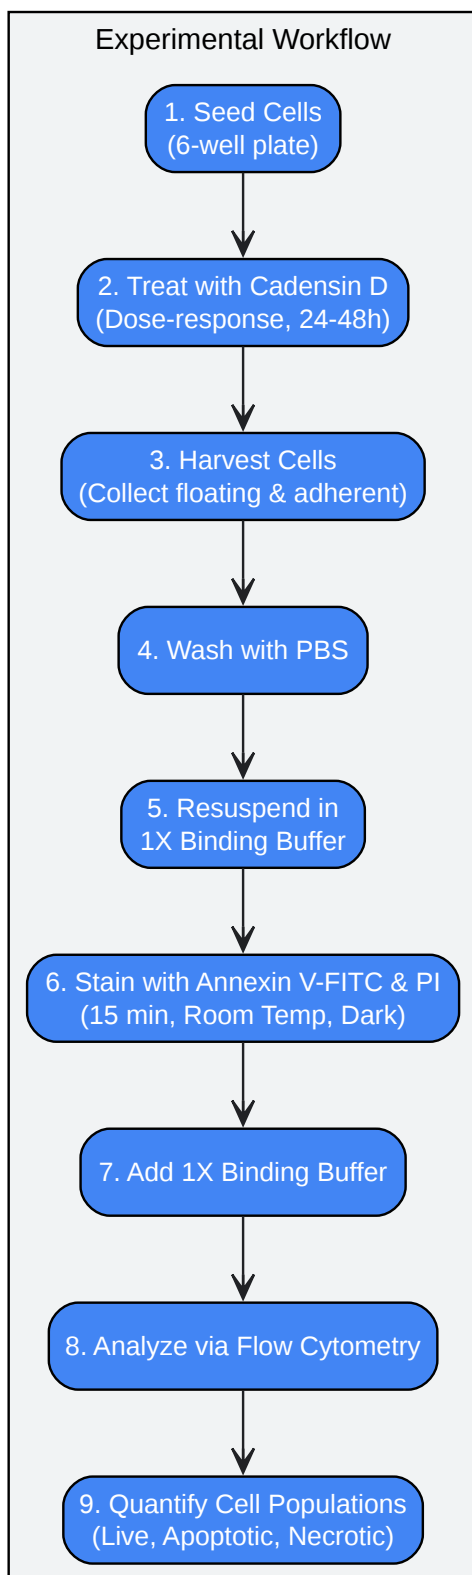 Experimental Workflow
1. Seed Cells
(6-well plate)
2. Treat with Cadensin D
(Dose-response, 24-48h)
3. Harvest Cells
(Collect floating & adherent)
4. Wash with PBS
5. Resuspend in
1X Binding Buffer
6. Stain with Annexin V-FITC & PI
(15 min, Room Temp, Dark)
7. Add 1X Binding Buffer
8. Analyze via Flow Cytometry
9. Quantify Cell Populations
(Live, Apoptotic, Necrotic)